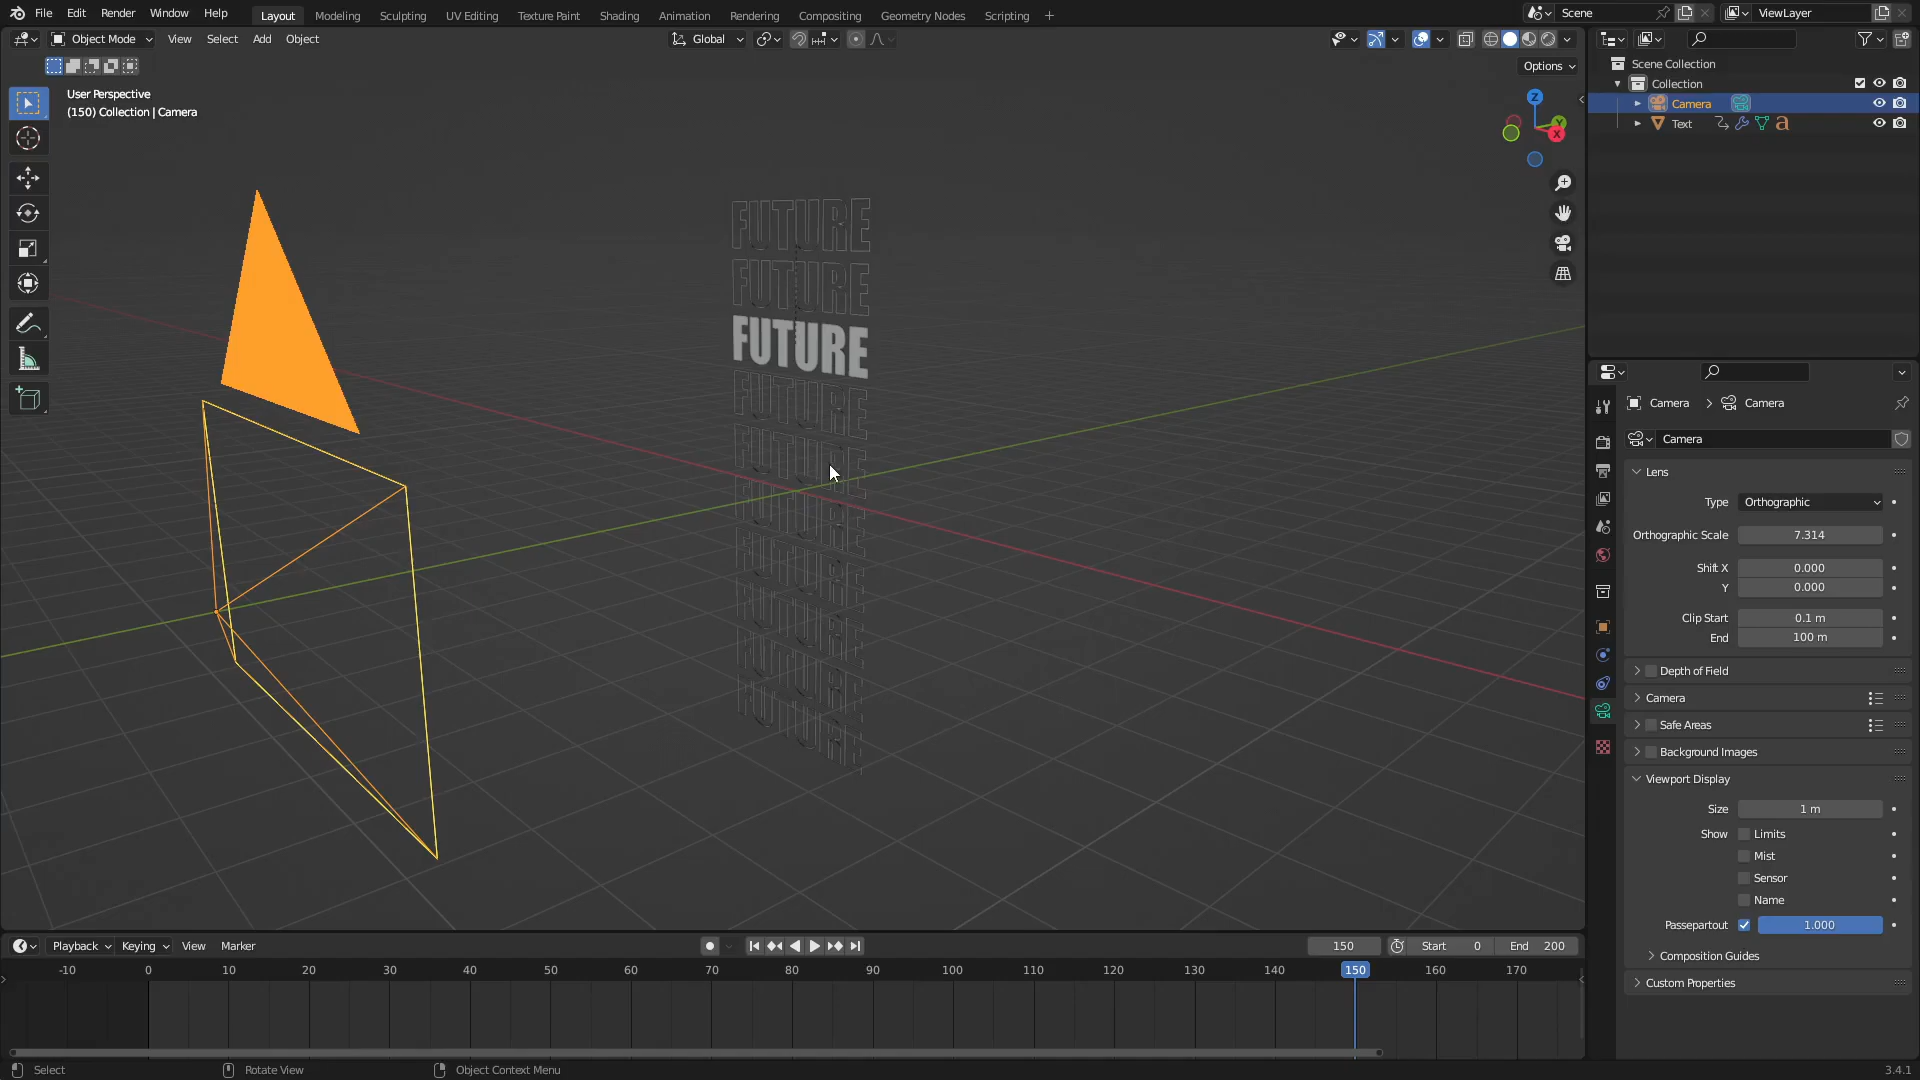 File Edit Render Window Help Layout Modeling Sculpting UV Editing Texture Paint Shading Animation Rendering Compositing Geometry Nodes Scripting + Scene ViewLayer
Object Mode View Select Add Object Global
Options
User Perspective
(150) Collection | Camera
Z
Y
X
FUTURE
FUTURE
FUTURE
FUTURE
FUTURE
FUTURE
FUTURE
FUTURE
FUTURE
FUTURE
Scene Collection
Collection
Camera
Text
Camera > Camera
Camera
Lens
Type Orthographic
Orthographic Scale 7.314
Shift X 0.000
Y 0.000
Clip Start 0.1 m
End 100 m
Depth of Field
Camera
Safe Areas
Background Images
Viewport Display
Size 1 m
Show Limits
Mist
Sensor
Name
Passepartout 1.000
Composition Guides
Custom Properties
Playback Keying View Marker 150 Start 0 End 200
-10 0 10 20 30 40 50 60 70 80 90 100 110 120 130 140 150 160 170
Select Rotate View Object Context Menu 3.4.1